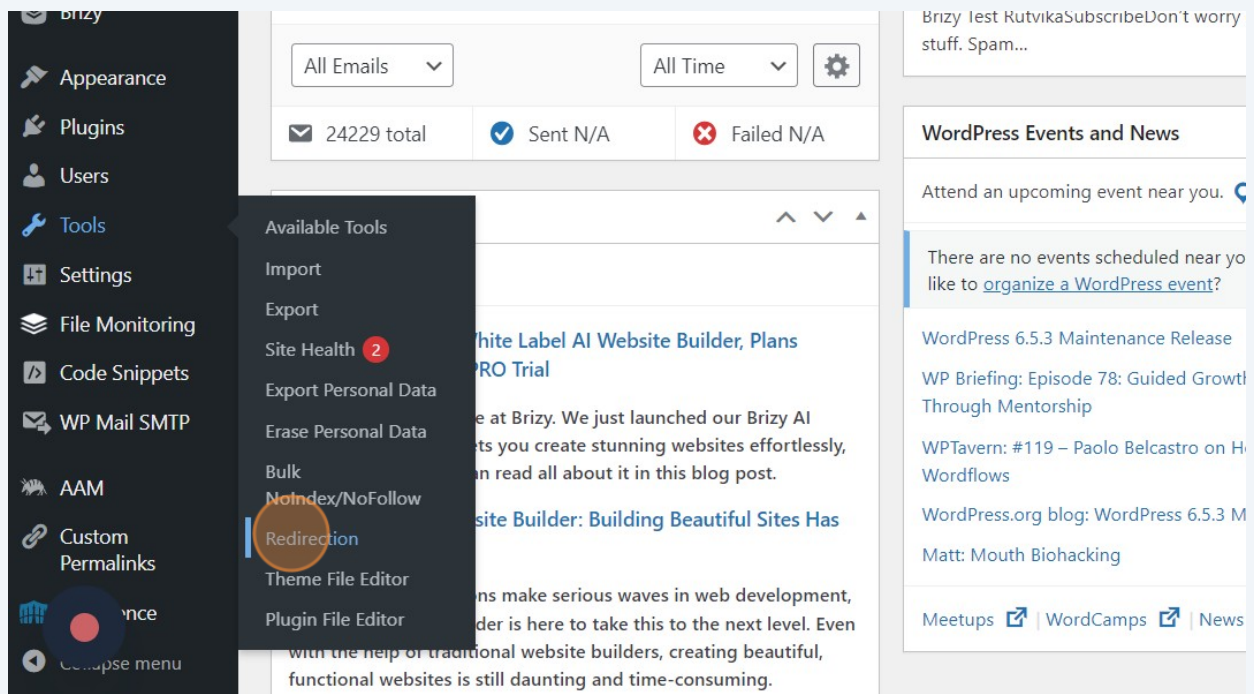 Brizy
Appearance
Plugins
Users
Tools
Settings
File Monitoring
Code Snippets
WP Mail SMTP
AAM
Custom
Permalinks
nce
Collapse menu
Available Tools
Import
Export
Site Health 2
Export Personal Data
Erase Personal Data
Bulk
NoIndex/NoFollow
Redirection
Theme File Editor
Plugin File Editor
All Emails
All Time
24229 total
Sent N/A
Failed N/A
hite Label AI Website Builder, Plans
PRO Trial
e at Brizy. We just launched our Brizy AI
ets you create stunning websites effortlessly,
n read all about it in this blog post.
site Builder: Building Beautiful Sites Has
ns make serious waves in web development,
der is here to take this to the next level. Even
with the help of traditional website builders, creating beautiful,
functional websites is still daunting and time-consuming.
Brizy Test RutvikaSubscribeDon't worry
stuff. Spam...
WordPress Events and News
Attend an upcoming event near you.
There are no events scheduled near yo
like to organize a WordPress event?
WordPress 6.5.3 Maintenance Release
WP Briefing: Episode 78: Guided Growth
Through Mentorship
WPTavern: #119 – Paolo Belcastro on H
Wordflows
WordPress.org blog: WordPress 6.5.3 M
Matt: Mouth Biohacking
Meetups | WordCamps | News